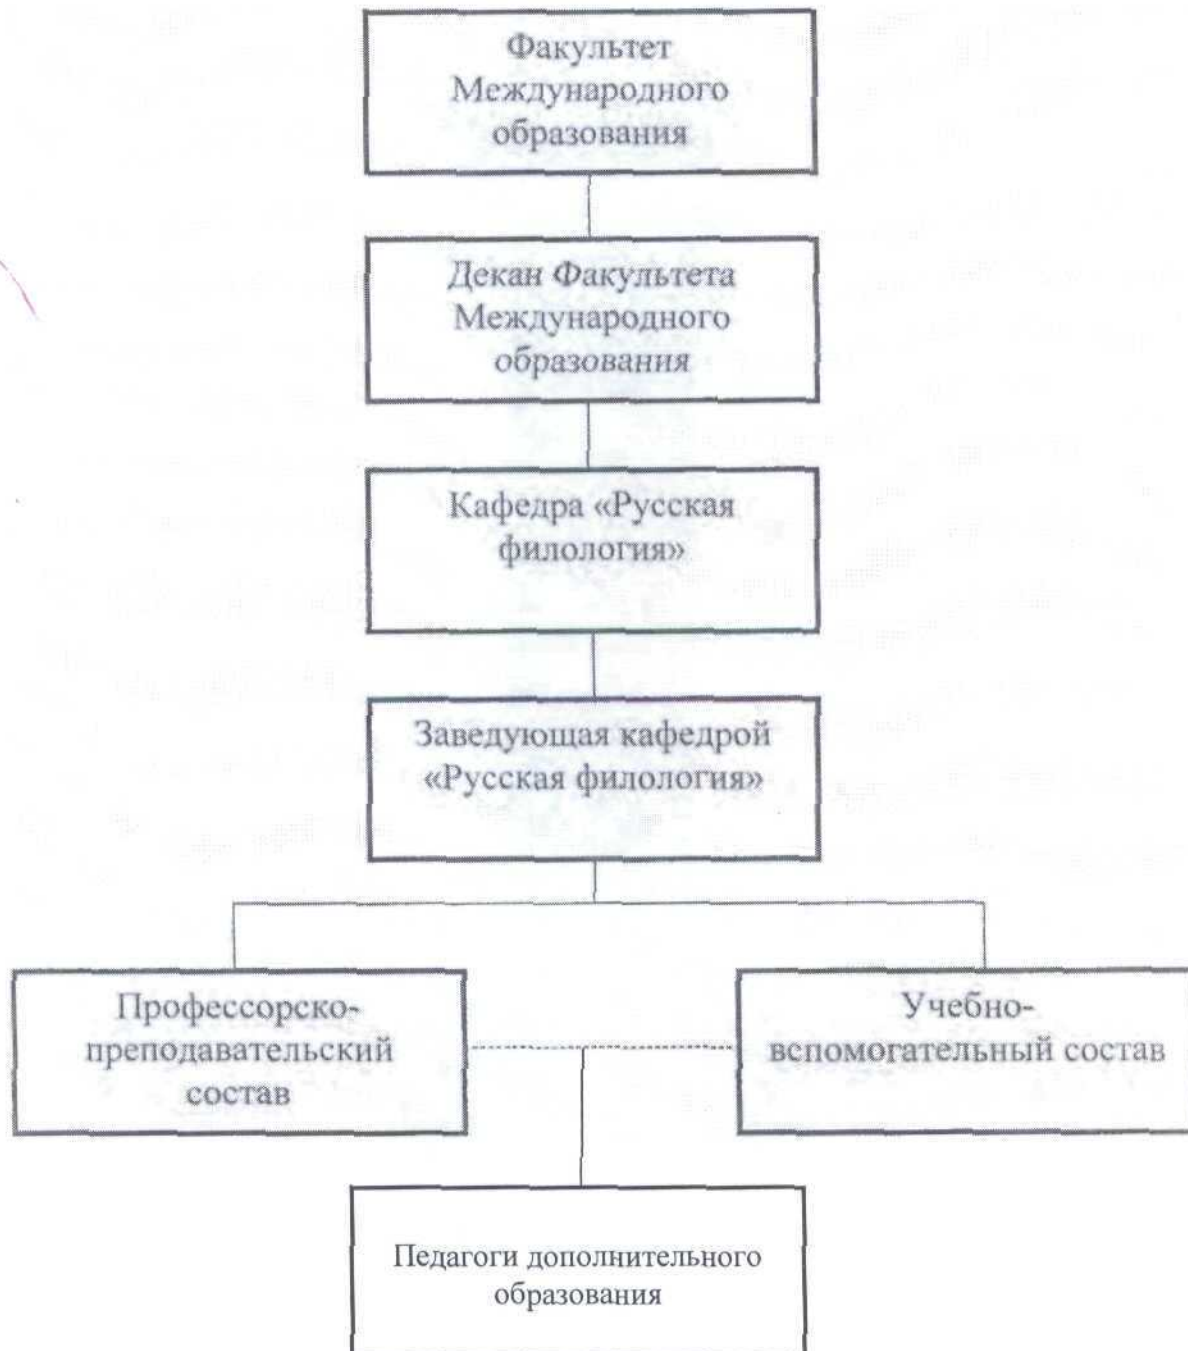 Факультет
Международного
образования
Декан Факультета
Международного
образования
Кафедра «Русская
филология»
Заведующая кафедрой
«Русская филология»
Профессорско-
преподавательский
состав
Учебно-
вспомогательный состав
Педагоги дополнительного
образования